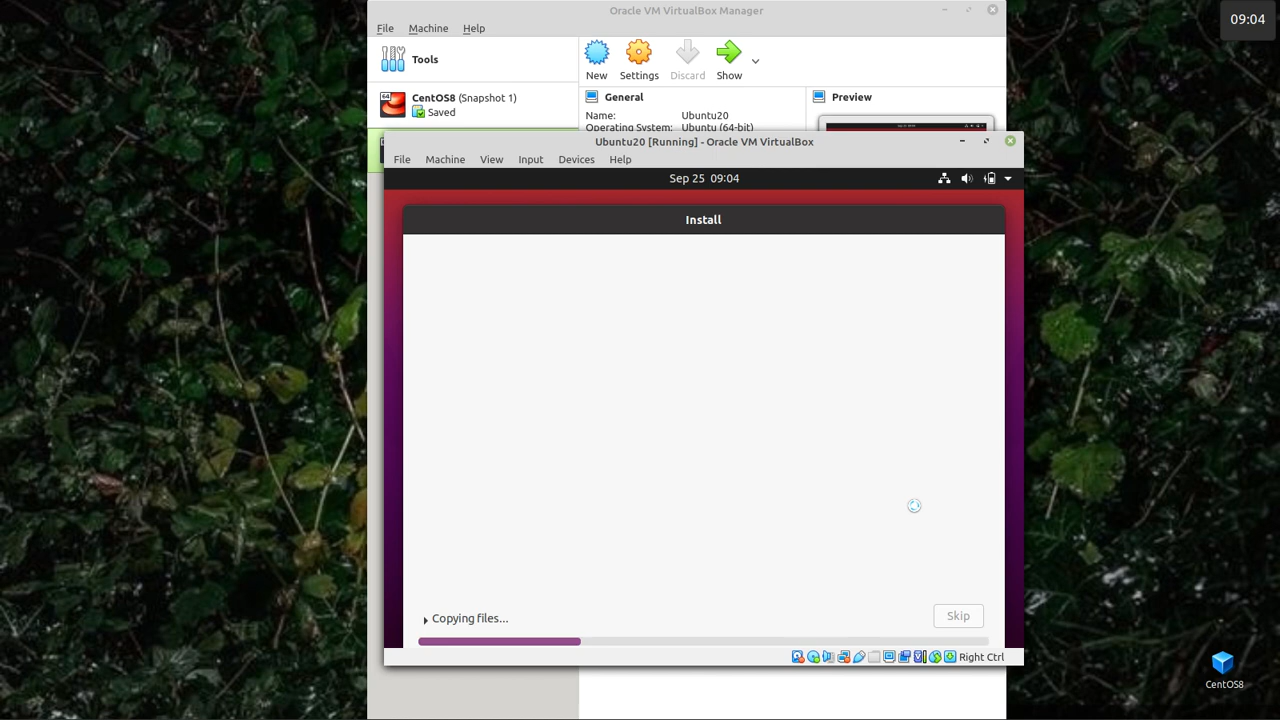 Oracle VM VirtualBox Manager
09:04
File Machine Help
Tools
New Settings Discard Show
CentOS8 (Snapshot 1)
Saved
General
Preview
Name: Ubuntu20
Operating System: Ubuntu (64-bit)
Ubuntu20 [Running] - Oracle VM VirtualBox
File Machine View Input Devices Help
Sep 25 09:04
Install
Copying files...
Skip
Right Ctrl
CentOS8